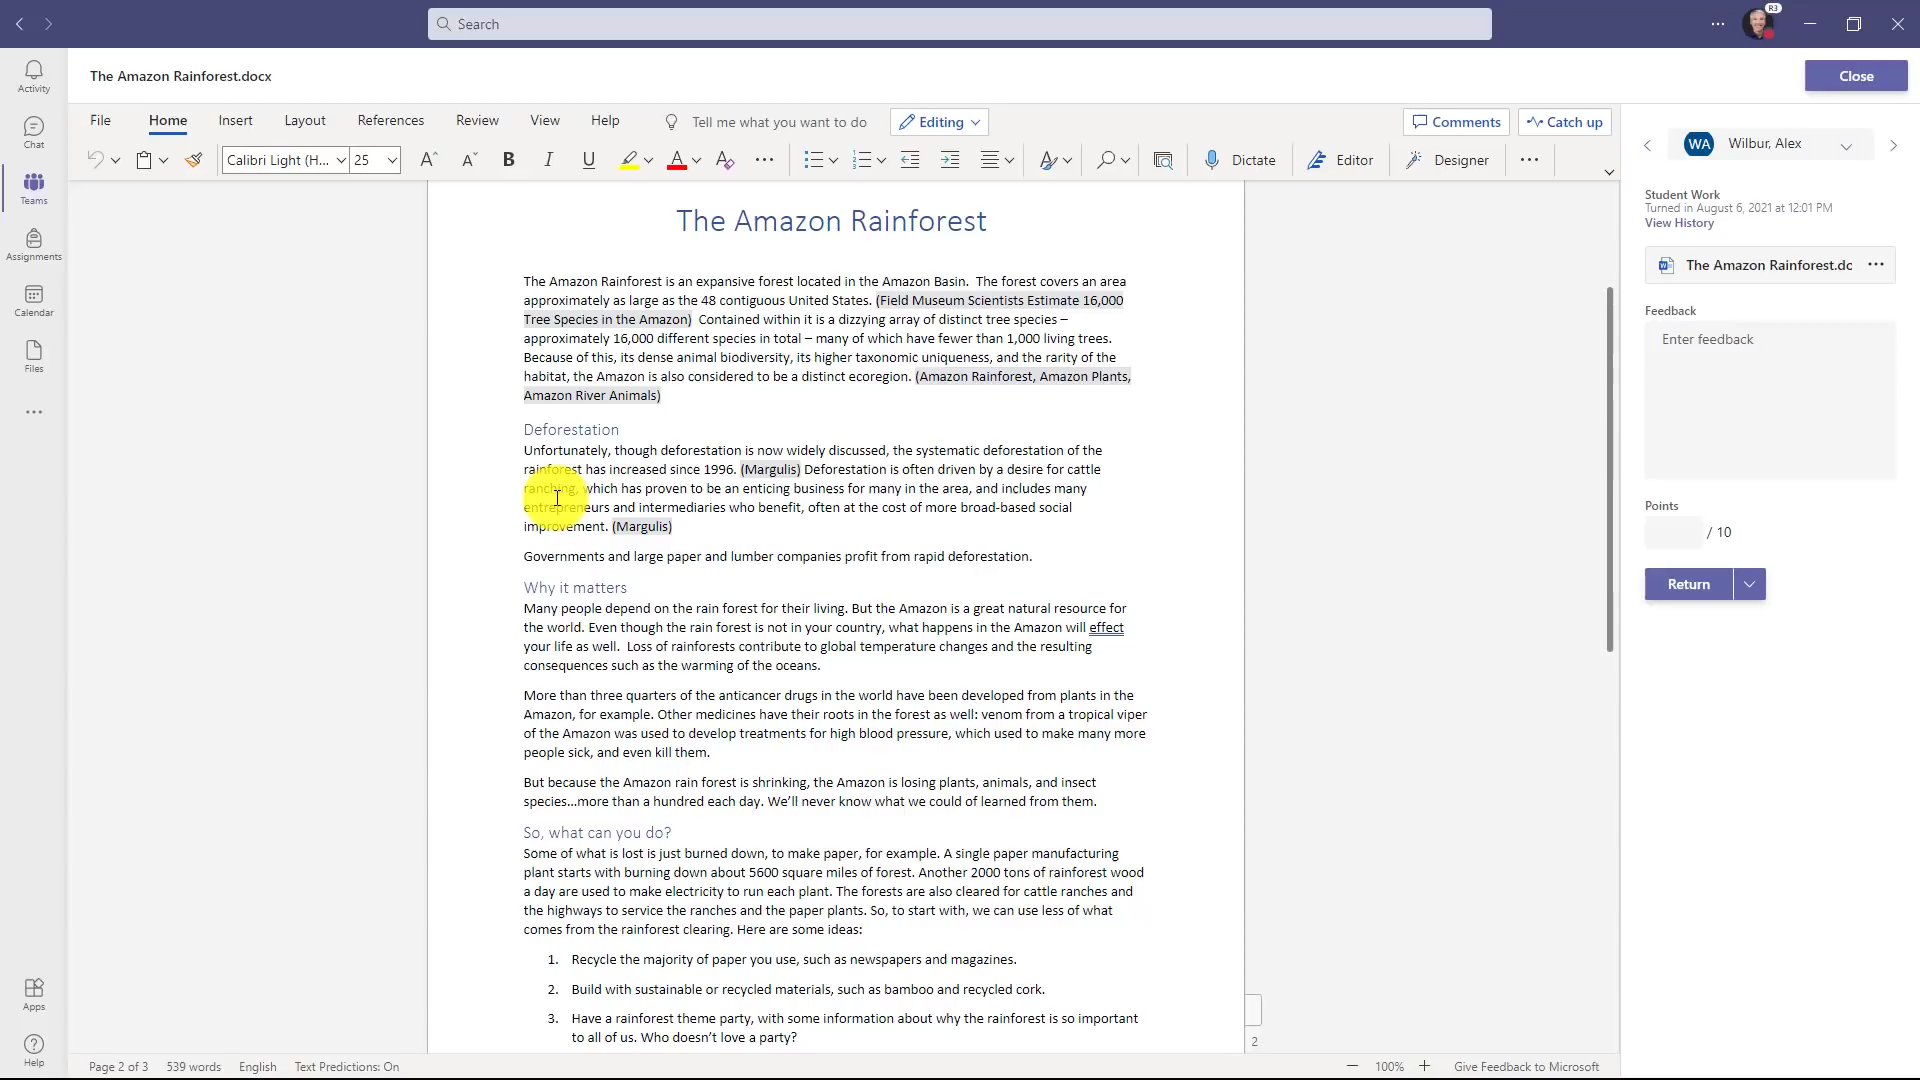 Search
R3
The Amazon Rainforest.docx
Close
Activity
Chat
Teams
Assignments
Calendar
Files
Apps
Help
File Home Insert Layout References Review View Help Tell me what you want to do Editing Comments Catch up
Calibri Light (H... 25 A A B I U A Dictate Editor Designer
The Amazon Rainforest
The Amazon Rainforest is an expansive forest located in the Amazon Basin. The forest covers an area
approximately as large as the 48 contiguous United States. (Field Museum Scientists Estimate 16,000
Tree Species in the Amazon) Contained within it is a dizzying array of distinct tree species –
approximately 16,000 different species in total – many of which have fewer than 1,000 living trees.
Because of this, its dense animal biodiversity, its higher taxonomic uniqueness, and the rarity of the
habitat, the Amazon is also considered to be a distinct ecoregion. (Amazon Rainforest, Amazon Plants,
Amazon River Animals)
Deforestation
Unfortunately, though deforestation is now widely discussed, the systematic deforestation of the
rainforest has increased since 1996. (Margulis) Deforestation is often driven by a desire for cattle
ranching, which has proven to be an enticing business for many in the area, and includes many
entrepreneurs and intermediaries who benefit, often at the cost of more broad-based social
improvement. (Margulis)
Governments and large paper and lumber companies profit from rapid deforestation.
Why it matters
Many people depend on the rain forest for their living. But the Amazon is a great natural resource for
the world. Even though the rain forest is not in your country, what happens in the Amazon will effect
your life as well. Loss of rainforests contribute to global temperature changes and the resulting
consequences such as the warming of the oceans.
More than three quarters of the anticancer drugs in the world have been developed from plants in the
Amazon, for example. Other medicines have their roots in the forest as well: venom from a tropical viper
of the Amazon was used to develop treatments for high blood pressure, which used to make many more
people sick, and even kill them.
But because the Amazon rain forest is shrinking, the Amazon is losing plants, animals, and insect
species...more than a hundred each day. We'll never know what we could of learned from them.
So, what can you do?
Some of what is lost is just burned down, to make paper, for example. A single paper manufacturing
plant starts with burning down about 5600 square miles of forest. Another 2000 tons of rainforest wood
a day are used to make electricity to run each plant. The forests are also cleared for cattle ranches and
the highways to service the ranches and the paper plants. So, to start with, we can use less of what
comes from the rainforest clearing. Here are some ideas:
1. Recycle the majority of paper you use, such as newspapers and magazines.
2. Build with sustainable or recycled materials, such as bamboo and recycled cork.
3. Have a rainforest theme party, with some information about why the rainforest is so important
to all of us. Who doesn't love a party?
2
WA Wilbur, Alex
Student Work
Turned in August 6, 2021 at 12:01 PM
View History
The Amazon Rainforest.dc
Feedback
Enter feedback
Points
/ 10
Return
Page 2 of 3 539 words English Text Predictions: On 100% Give Feedback to Microsoft